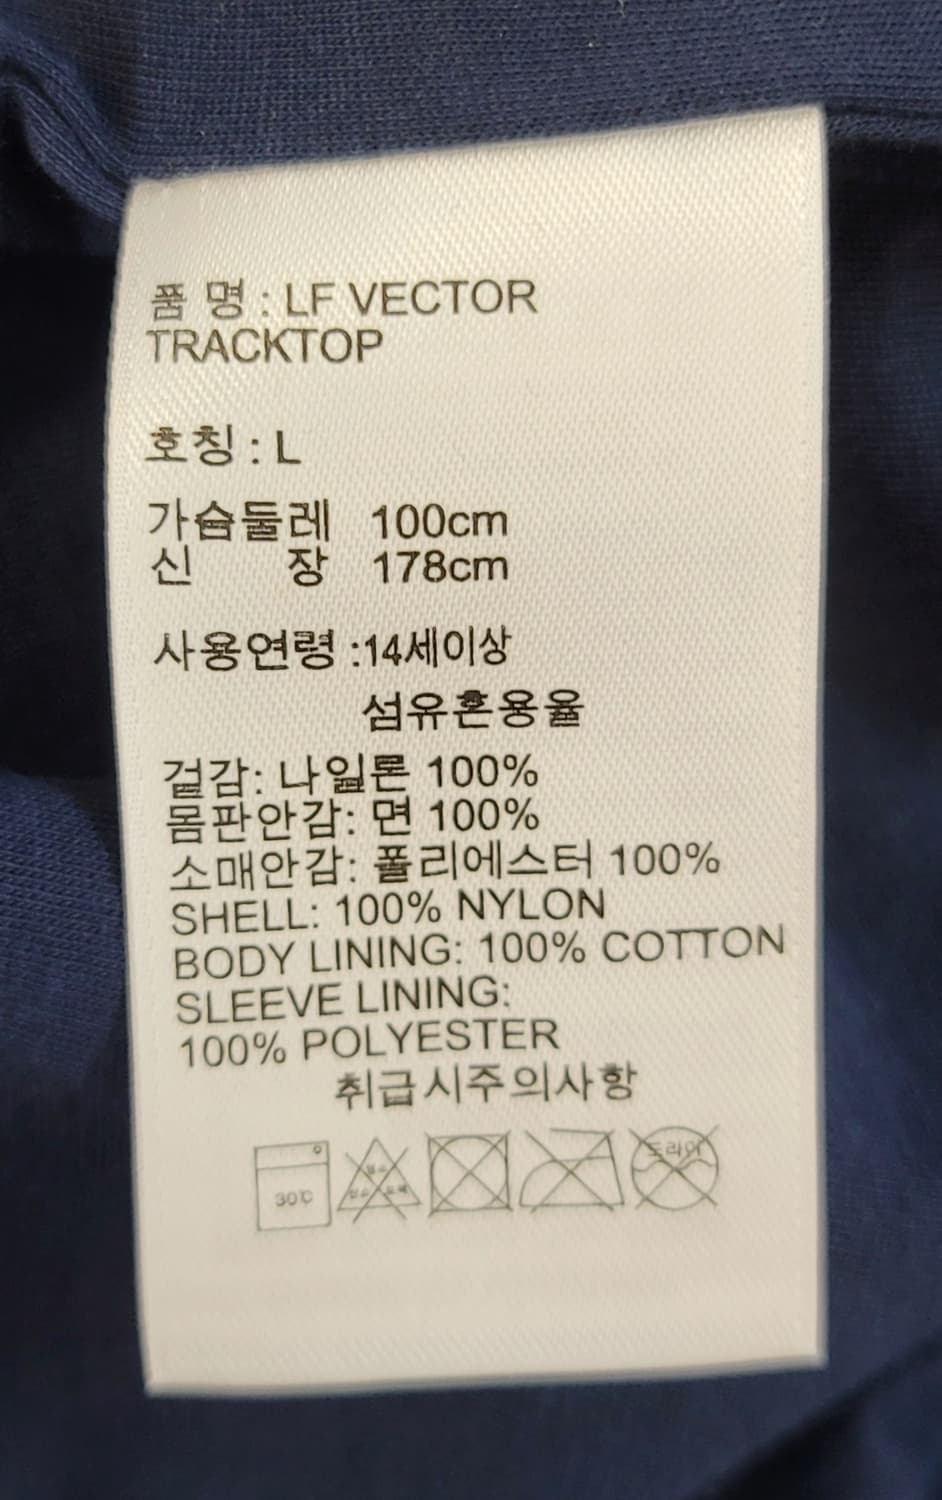 품 명 : LF VECTOR
TRACKTOP
호칭 : L
가슴둘레 100cm
신 장 178cm
사용연령 :14세이상
섬유혼용율
겉감: 나일론 100%
몸판안감: 면 100%
소매안감: 폴리에스터 100%
SHELL: 100% NYLON
BODY LINING: 100% COTTON
SLEEVE LINING:
100% POLYESTER
취급시주의사항
30℃ 드라이